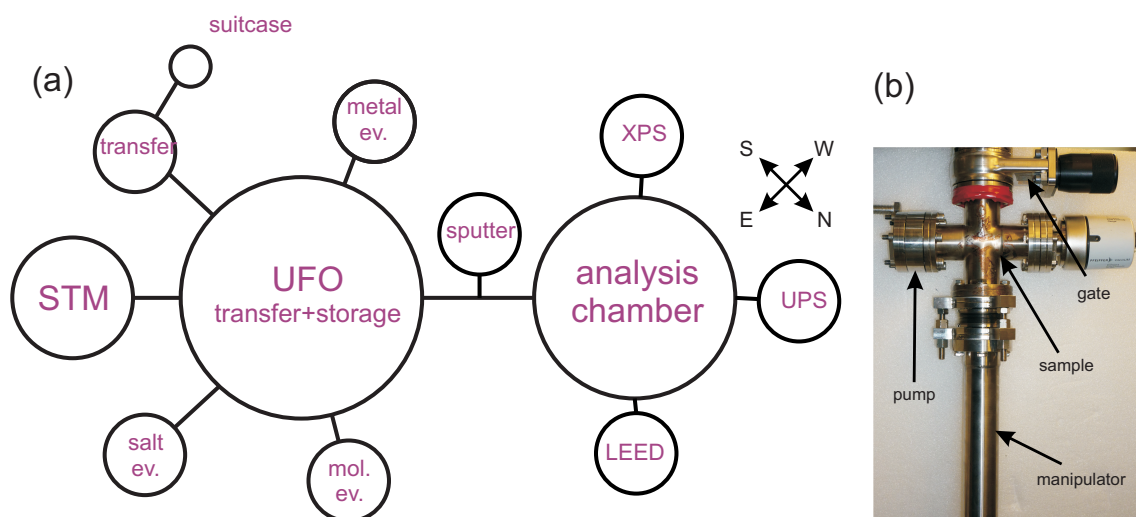 suitcase
(a)
(b)
metal
ev.
transfer
XPS
S
W
E
N
sputter
STM
UFO
transfer+storage
analysis
chamber
UPS
gate
sample
pump
salt
ev.
mol.
ev.
LEED
manipulator